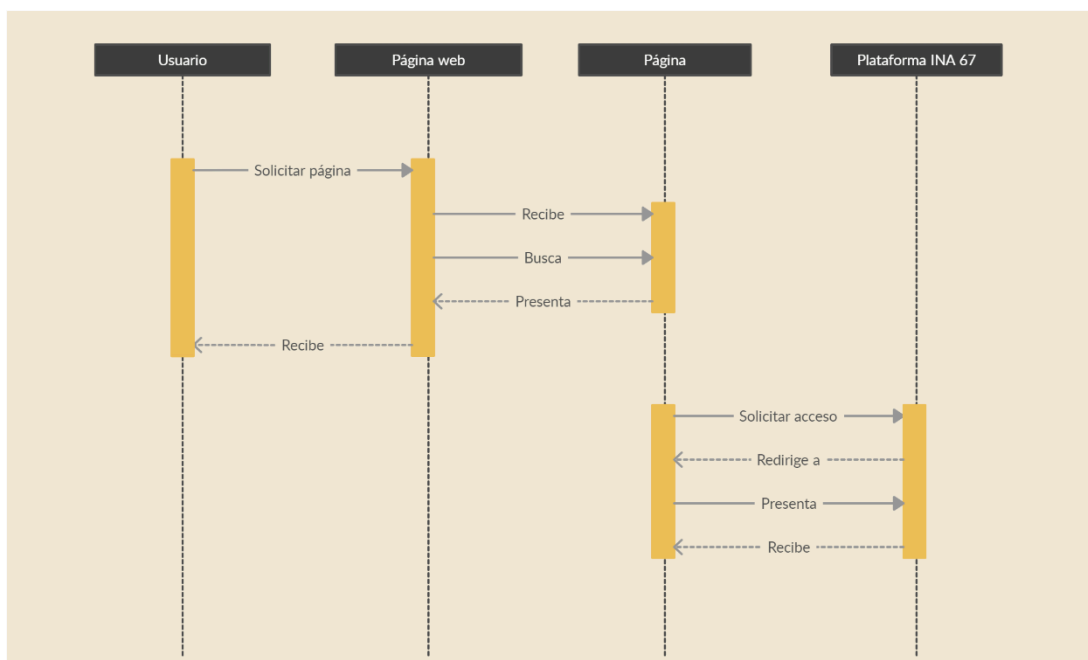 Usuario
Página web
Página
Plataforma INA 67
Solicitar página
Recibe
Busca
Presenta
Recibe
Solicitar acceso
Redirige a
Presenta
Recibe